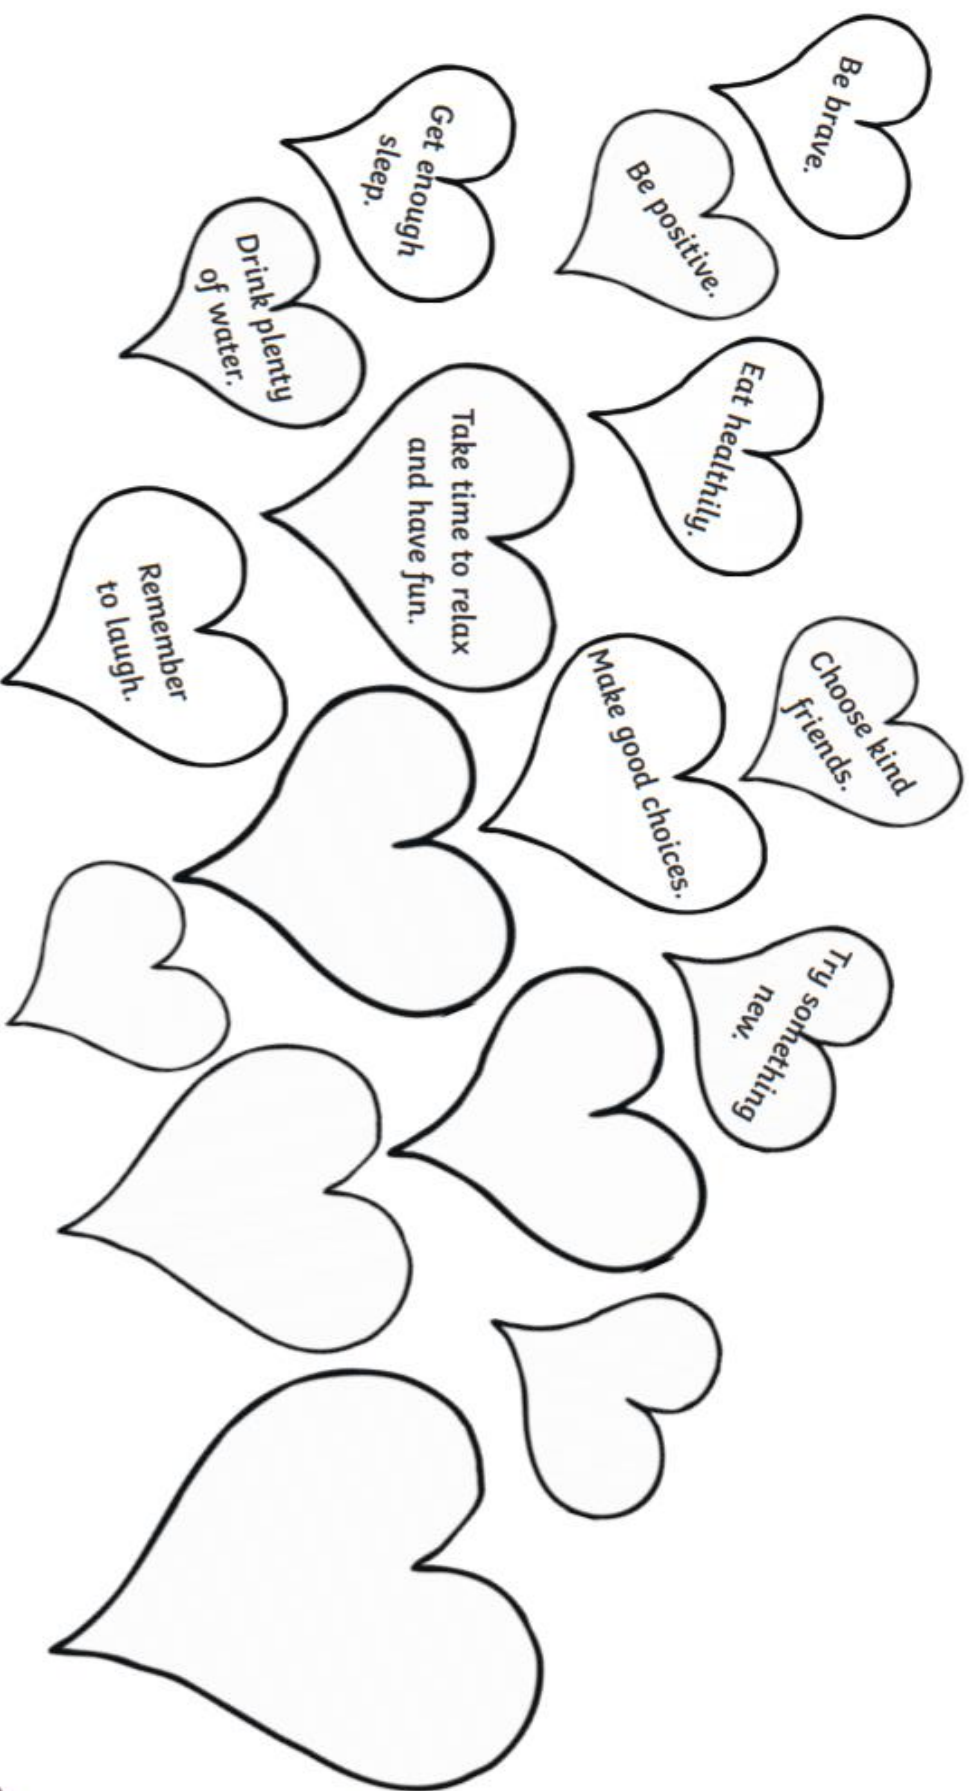 Be brave.
Be positive.
Get enough
sleep.
Drink plenty
of water.
Eat healthily.
Take time to relax
and have fun.
Remember
to laugh.
Choose kind
friends.
Make good choices.
Try something
new.